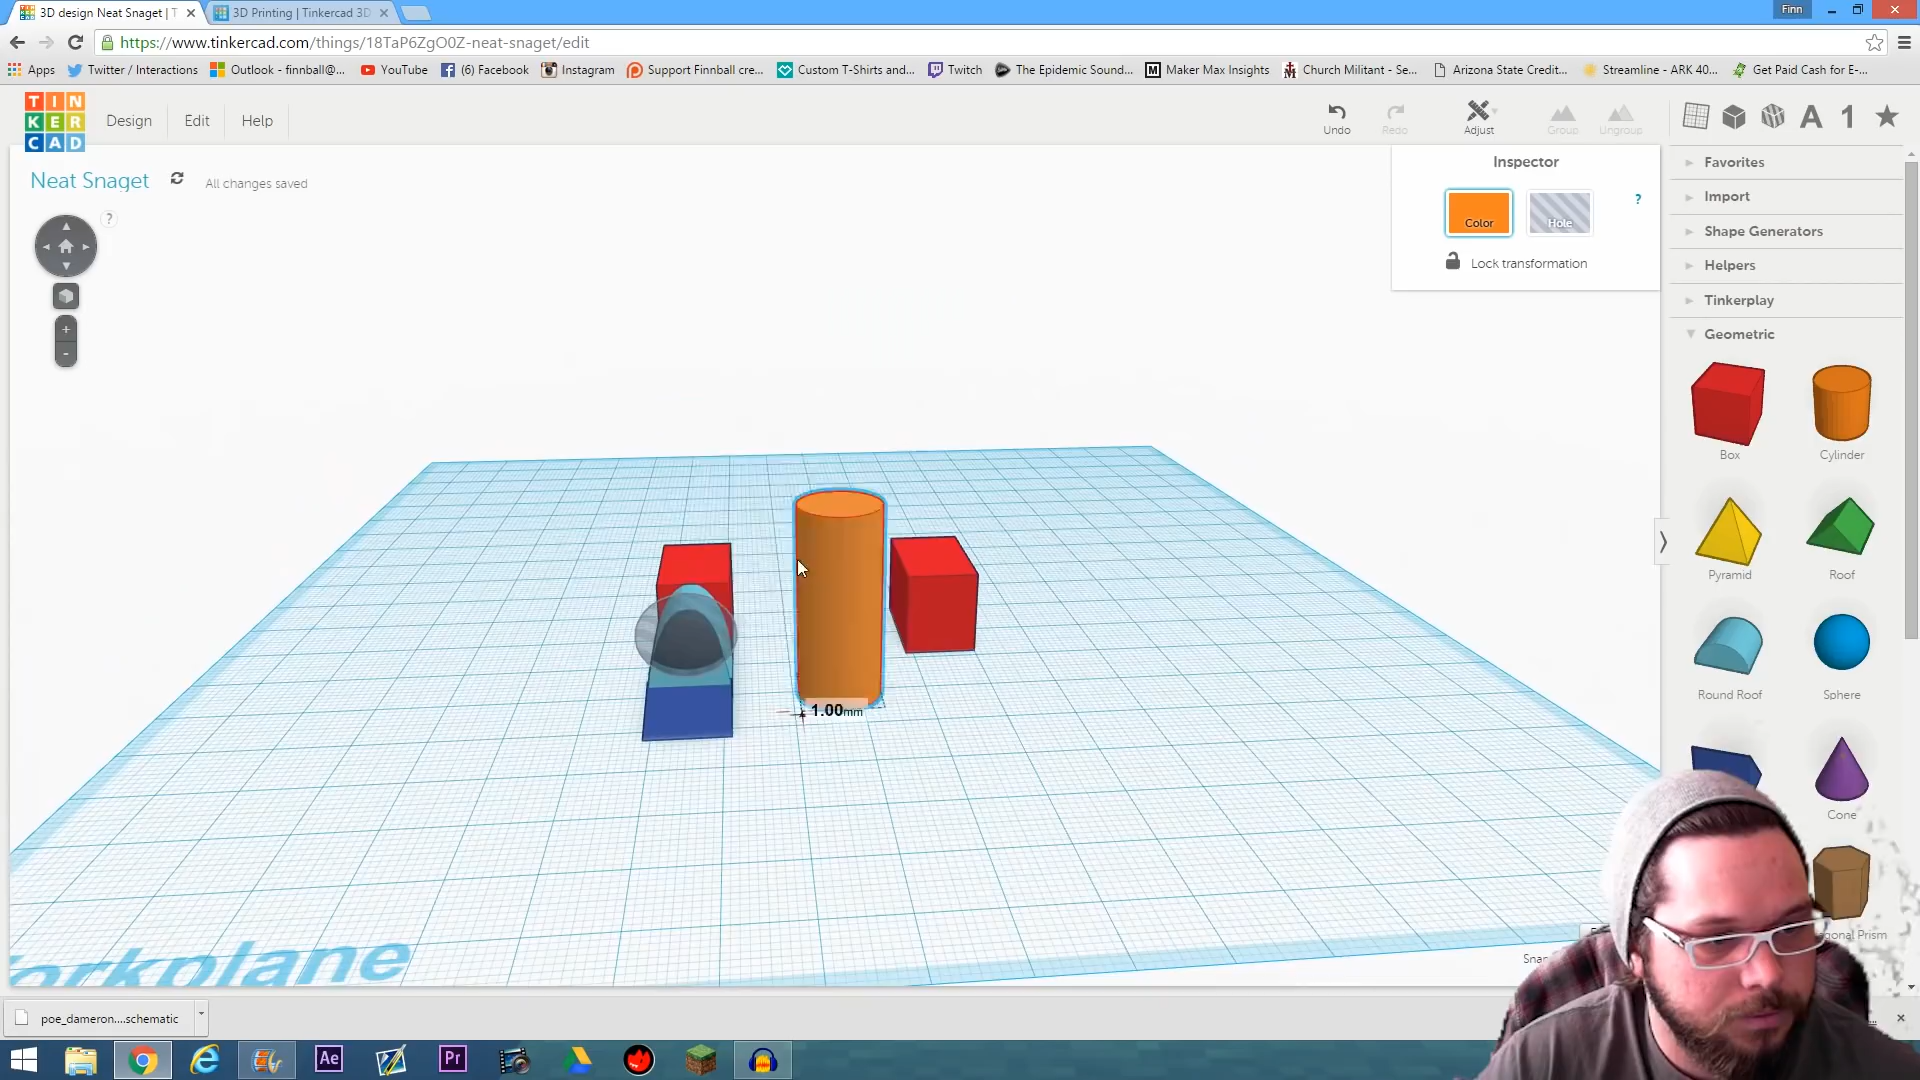 3D design Neat Snaget | T
3D Printing | Tinkercad 3D
Finn
https://www.tinkercad.com/things/18TaP6ZgO0Z-neat-snaget/edit
Apps
Twitter / Interactions
Outlook - finnball@...
YouTube
(6) Facebook
Instagram
Support Finnball cre...
Custom T-Shirts and...
Twitch
The Epidemic Sound...
Maker Max Insights
Church Militant - Se...
Arizona State Credit...
Streamline - ARK 40...
Get Paid Cash for E-...
TIN
KER
CAD
Design
Edit
Help
Undo
Redo
Adjust
Group
Ungroup
A
1
Neat Snaget
All changes saved
?
+
-
Inspector
Color
Hole
?
Lock transformation
Favorites
Import
Shape Generators
Helpers
Tinkerplay
Geometric
Box
Cylinder
Pyramid
Roof
Round Roof
Sphere
Cone
gonal Prism
1.00mm
orkplane
Snap
poe_dameron....schematic
Ae
Pr